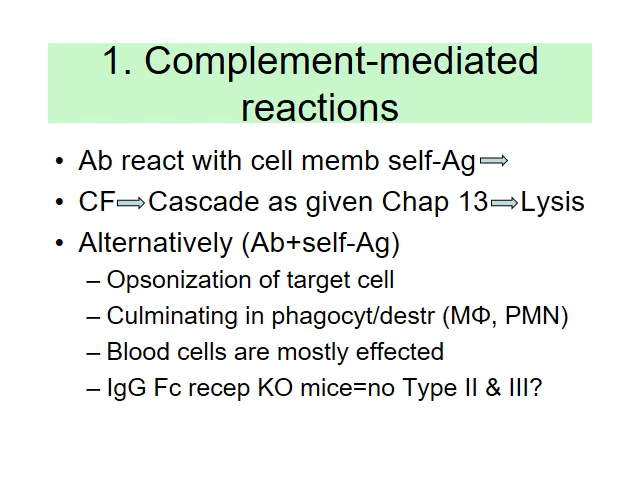 1. Complement-mediated
reactions
• Ab react with cell memb self-Ag⇨
• CF⇨Cascade as given Chap 13⇨Lysis
• Alternatively (Ab+self-Ag)
– Opsonization of target cell
– Culminating in phagocyt/destr (MΦ, PMN)
– Blood cells are mostly effected
– IgG Fc recep KO mice=no Type II & III?